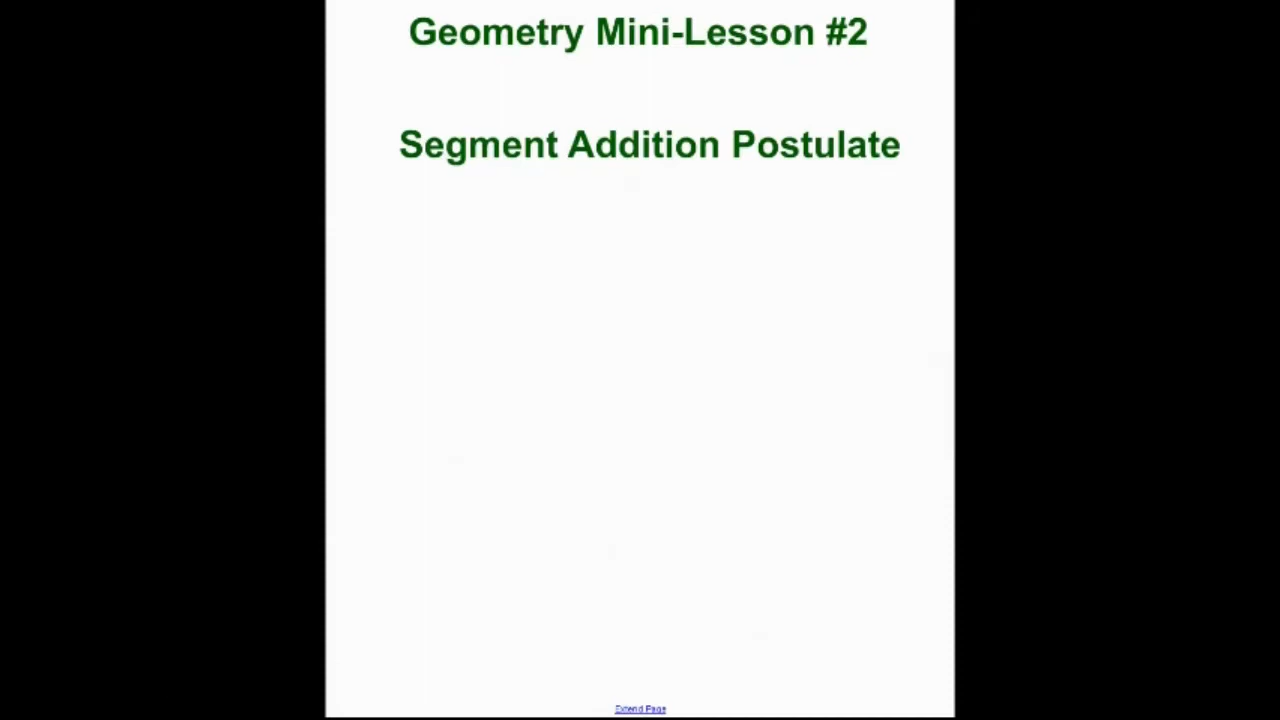 Geometry Mini-Lesson #2
Segment Addition Postulate
Extend Page